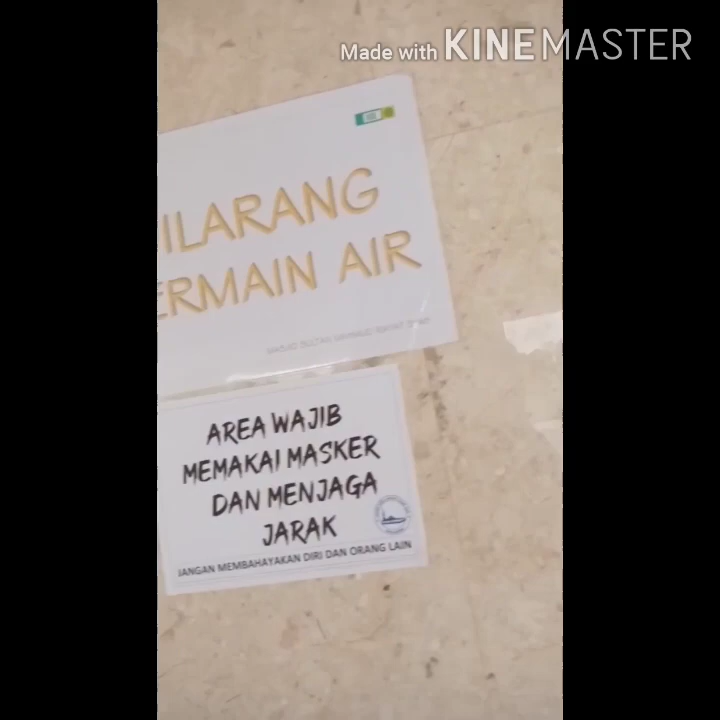 Made with KINEMASTER
ILARANG
ERMAIN AIR
AREA WAJIB
MEMAKAI MASKER
DAN MENJAGA
JARAK
JANGAN MEMBAHAYAKAN DIRI DAN ORANG LAIN